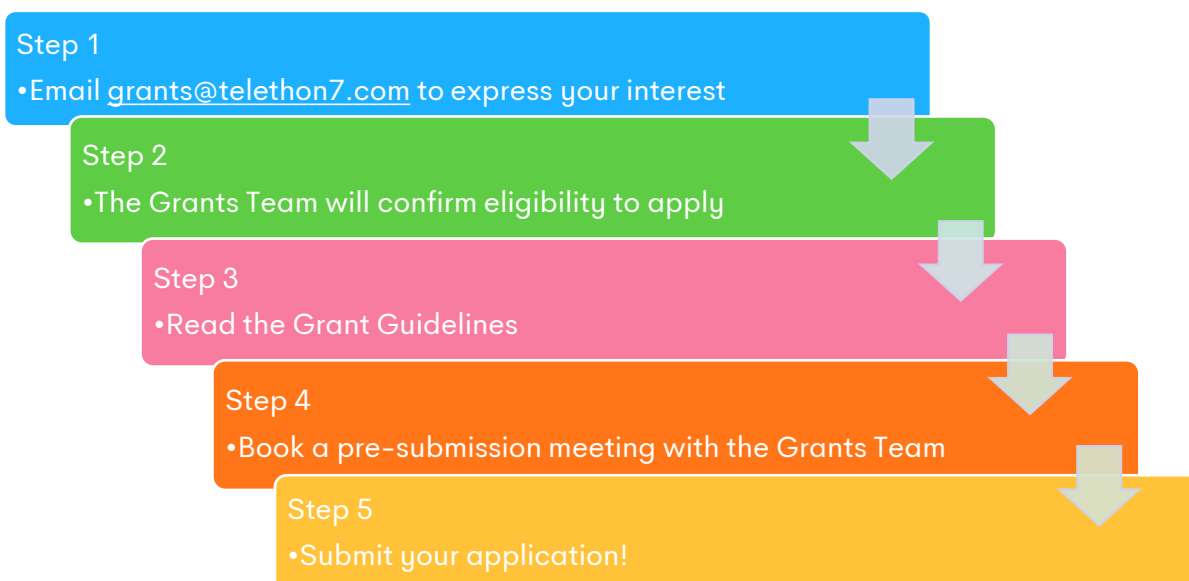 Step 1
•Email grants@telethon7.com to express your interest
Step 2
•The Grants Team will confirm eligibility to apply
Step 3
•Read the Grant Guidelines
Step 4
•Book a pre-submission meeting with the Grants Team
Step 5
•Submit your application!